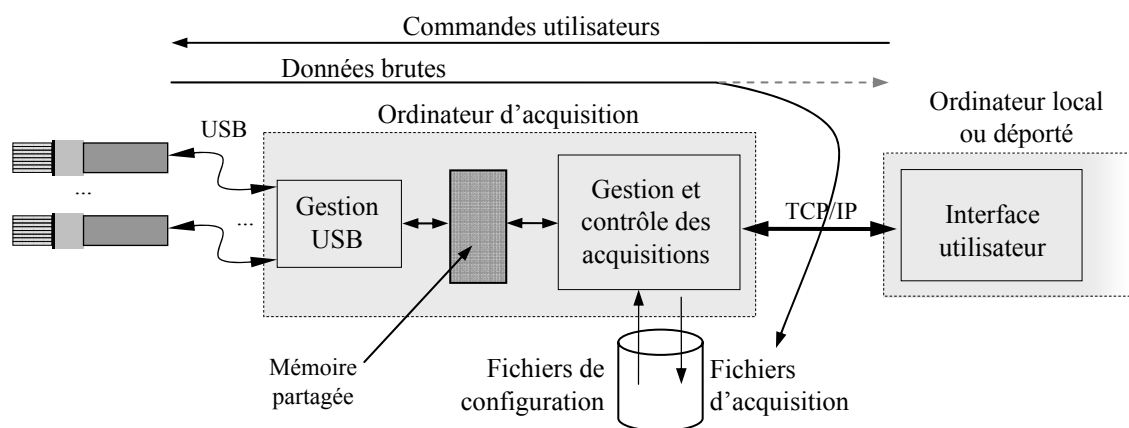 Commandes utilisateurs
Données brutes
Ordinateur d’acquisition
Ordinateur local
ou déporté
USB
...
...
Gestion
USB
Gestion et
contrôle des
acquisitions
TCP/IP
Interface
utilisateur
Mémoire
partagée
Fichiers de
configuration
Fichiers
d’acquisition